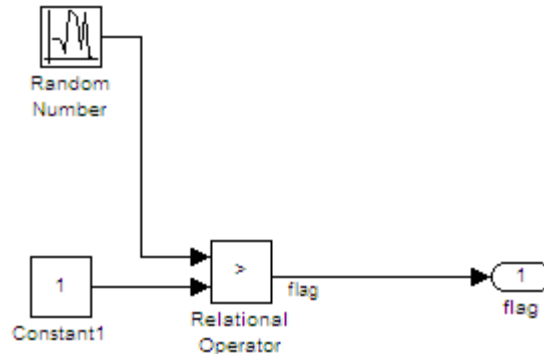 Random
Number
1
Constant1
>
Relational
Operator
flag
1
flag